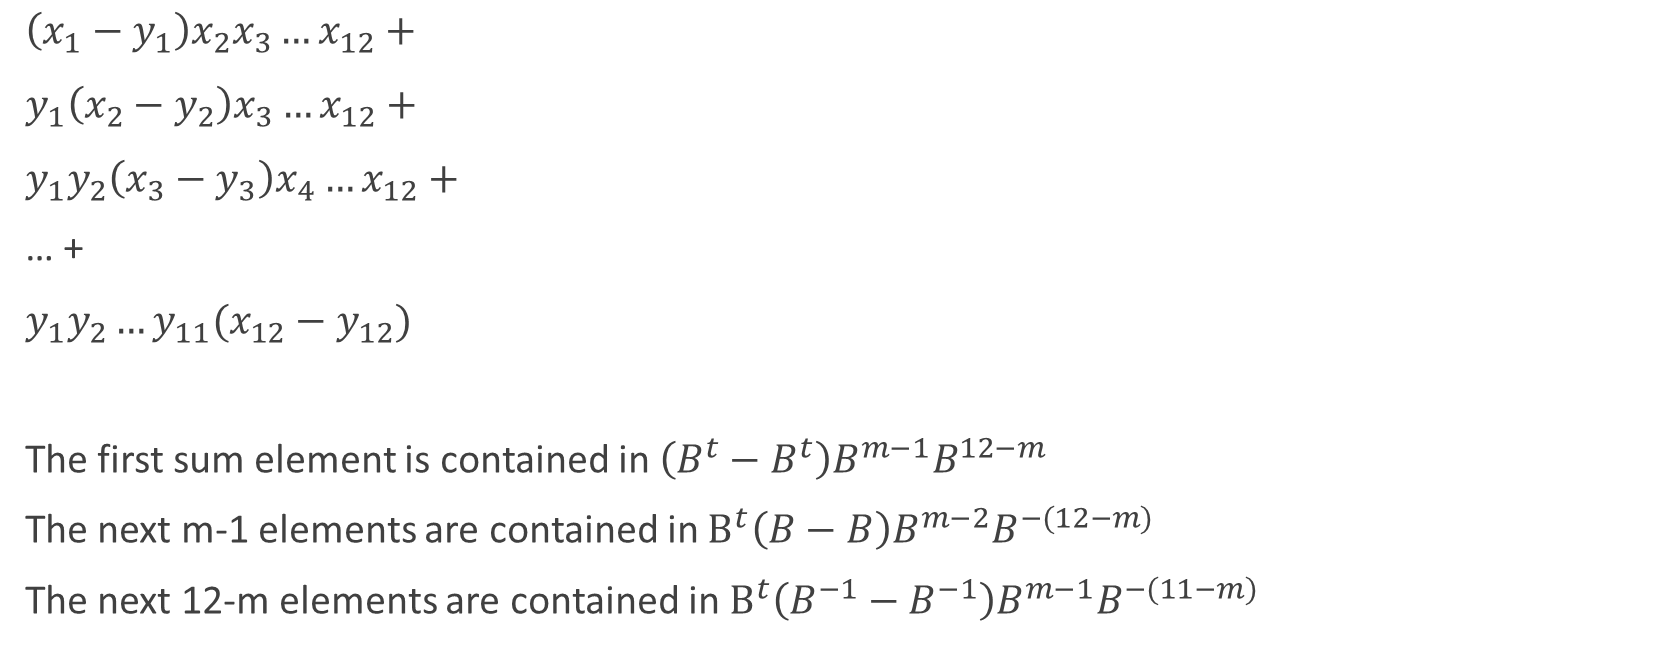 (x₁ − y₁)x₂x₃ … x₁₂ +
y₁(x₂ − y₂)x₃ … x₁₂ +
y₁y₂(x₃ − y₃)x₄ … x₁₂ +
… +
y₁y₂ … y₁₁(x₁₂ − y₁₂)
The first sum element is contained in (Bᵗ − Bᵗ)Bᵐ⁻¹B¹²⁻ᵐ
The next m-1 elements are contained in Bᵗ(B − B)Bᵐ⁻²B⁻⁽¹²⁻ᵐ⁾
The next 12-m elements are contained in Bᵗ(B⁻¹ − B⁻¹)Bᵐ⁻¹B⁻⁽¹¹⁻ᵐ⁾